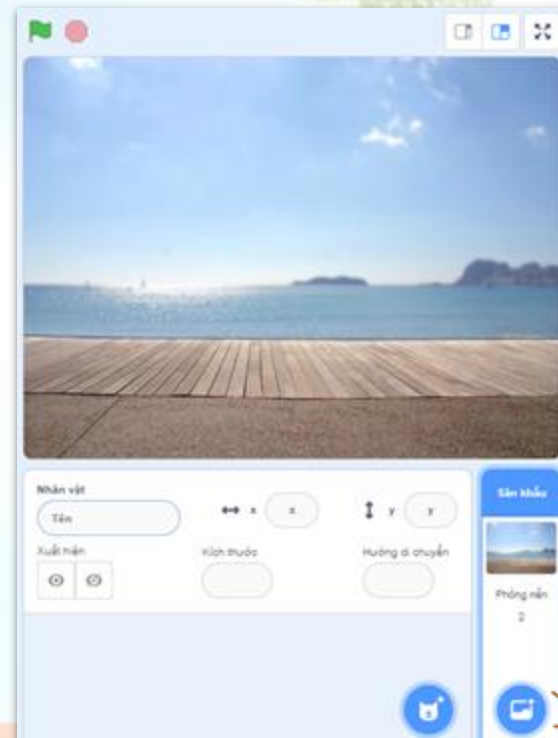 Nhân vật
Tên
x
x
y
y
Xuất hiện
Kích thước
Hướng di chuyển
Sân khấu
Phông nền
2